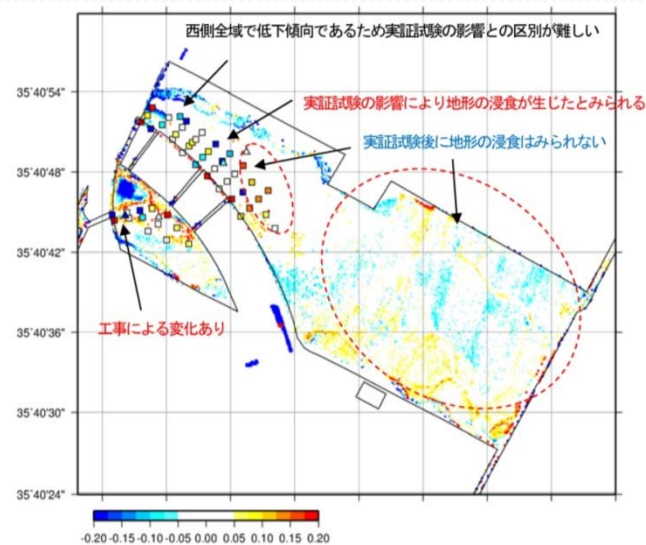 西側全域で低下傾向であるため実証試験の影響との区別が難しい
35˚40'54"
実証試験の影響により地形の浸食が生じたとみられる
実証試験後に地形の浸食はみられない
35˚40'48"
35˚40'42"
35˚40'36"
工事による変化あり
35˚40'30"
35˚40'24"
-0.20 -0.15 -0.10 -0.05 0.00 0.05 0.10 0.15 0.20